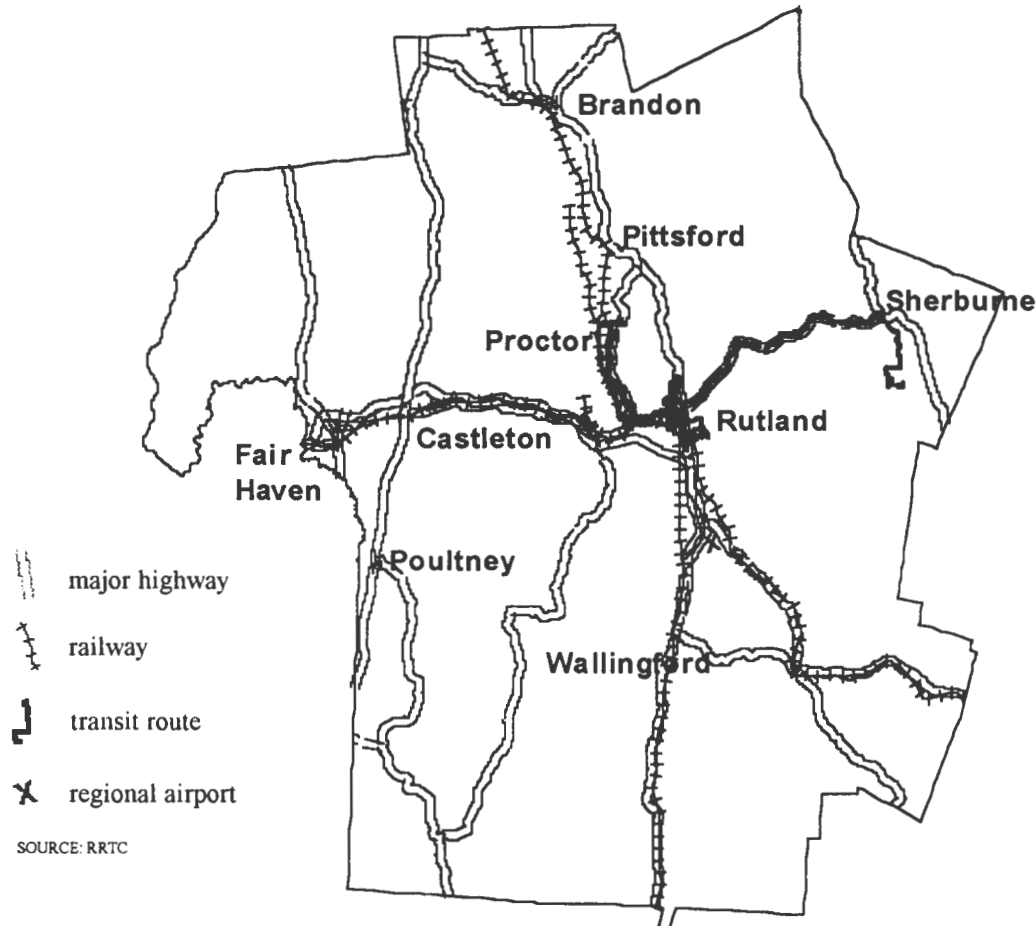 Brandon
Pittsford
Sherburne
Proctor
Rutland
Castleton
Fair
Haven
Poultney
Wallingford
major highway
railway
transit route
regional airport
SOURCE: RRTC